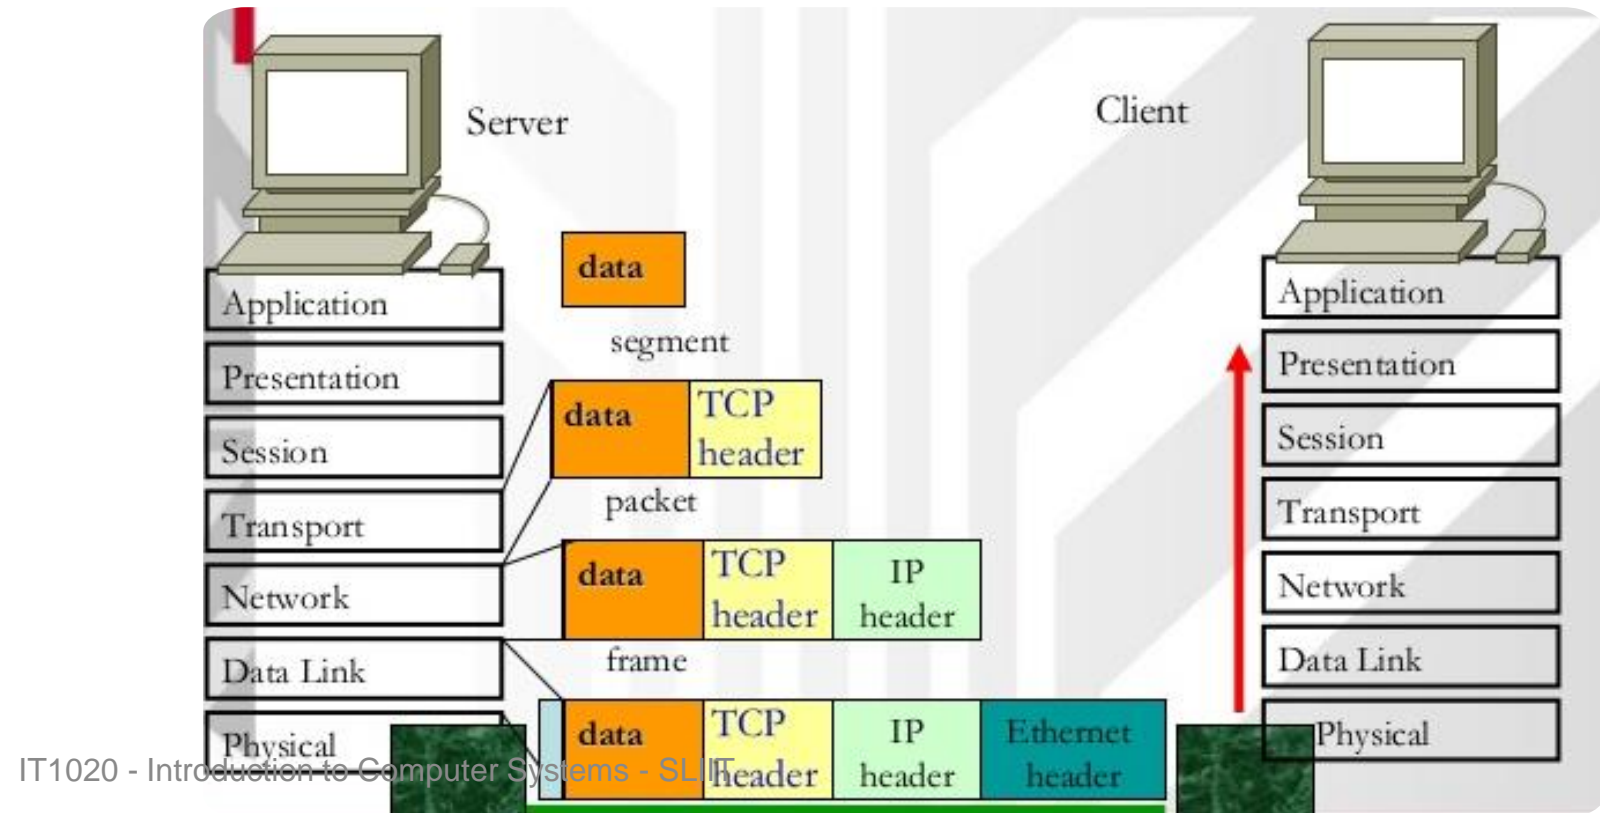 Server
Client
data
Application
Application
segment
Presentation
Presentation
data
TCP
header
Session
Session
packet
Transport
Transport
data
TCP
header
IP
header
Network
Network
frame
Data Link
Data Link
data
TCP
header
IP
header
Ethernet
header
Physical
Physical
IT1020 - Introduction to Computer Systems - SLIIT